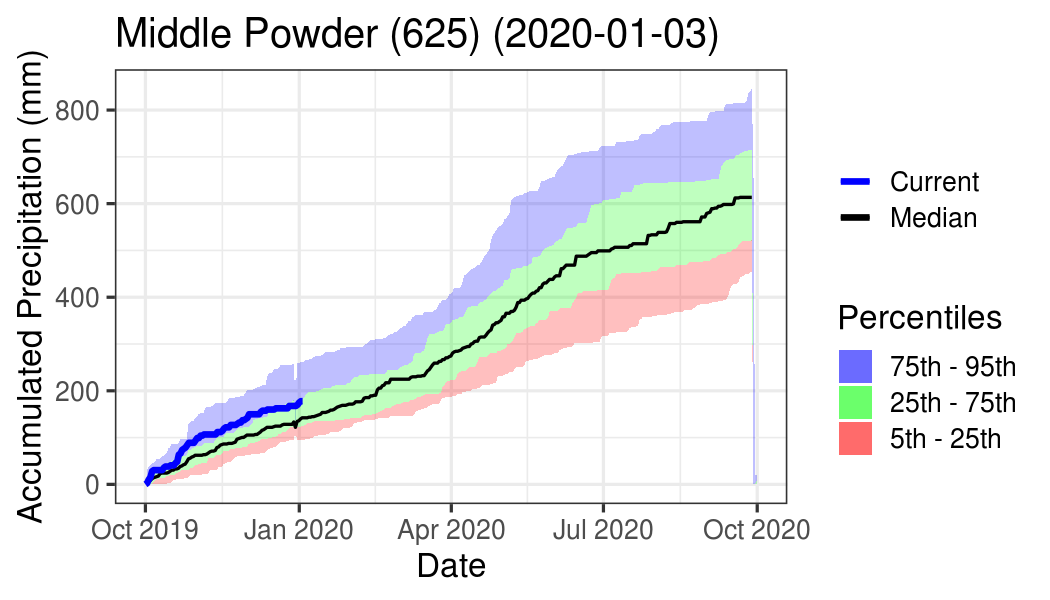 Middle Powder (625) (2020-01-03)
Accumulated Precipitation (mm)
800
600
400
200
0
Oct 2019
Jan 2020
Apr 2020
Jul 2020
Oct 2020
Date
Current
Median
Percentiles
75th - 95th
25th - 75th
5th - 25th